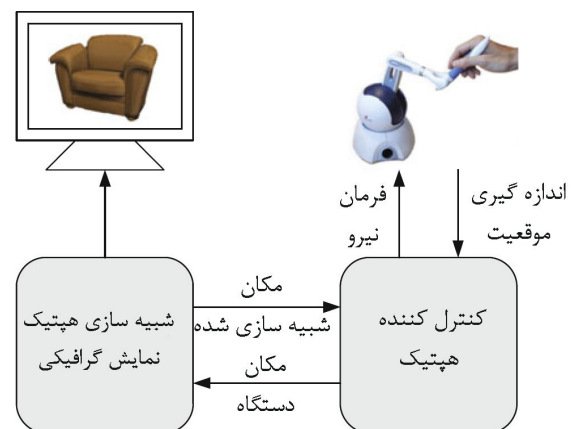 اندازه گیری
موقعیت
فرمان
نیرو
کنترل کننده
هپتیک
مکان
شبیه سازی شده
مکان
دستگاه
شبیه سازی هپتیک
نمایش گرافیکی